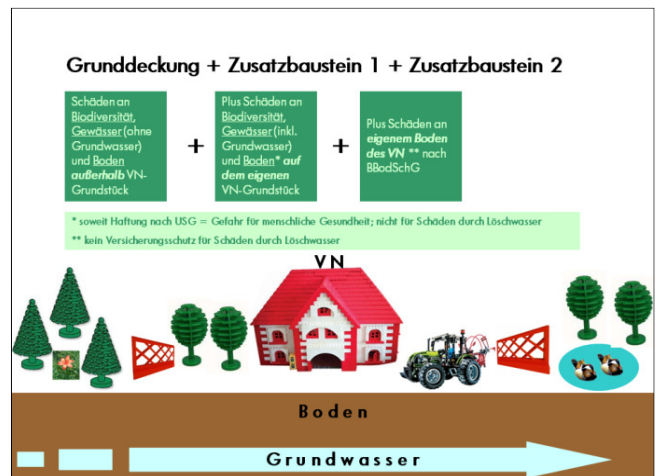 Grunddeckung + Zusatzbaustein 1 + Zusatzbaustein 2
Schäden an
Biodiversität,
Gewässer (ohne
Grundwasser)
und Boden
außerhalb VN-
Grundstück
+
Plus Schäden an
Biodiversität,
Gewässer (inkl.
Grundwasser)
und Boden* auf
dem eigenen
VN-Grundstück
+
Plus Schäden an
eigenem Boden
des VN ** nach
BBodSchG
* soweit Haftung nach USG = Gefahr für menschliche Gesundheit; nicht für Schäden durch Löschwasser
** kein Versicherungsschutz für Schäden durch Löschwasser
VN
Boden
Grundwasser